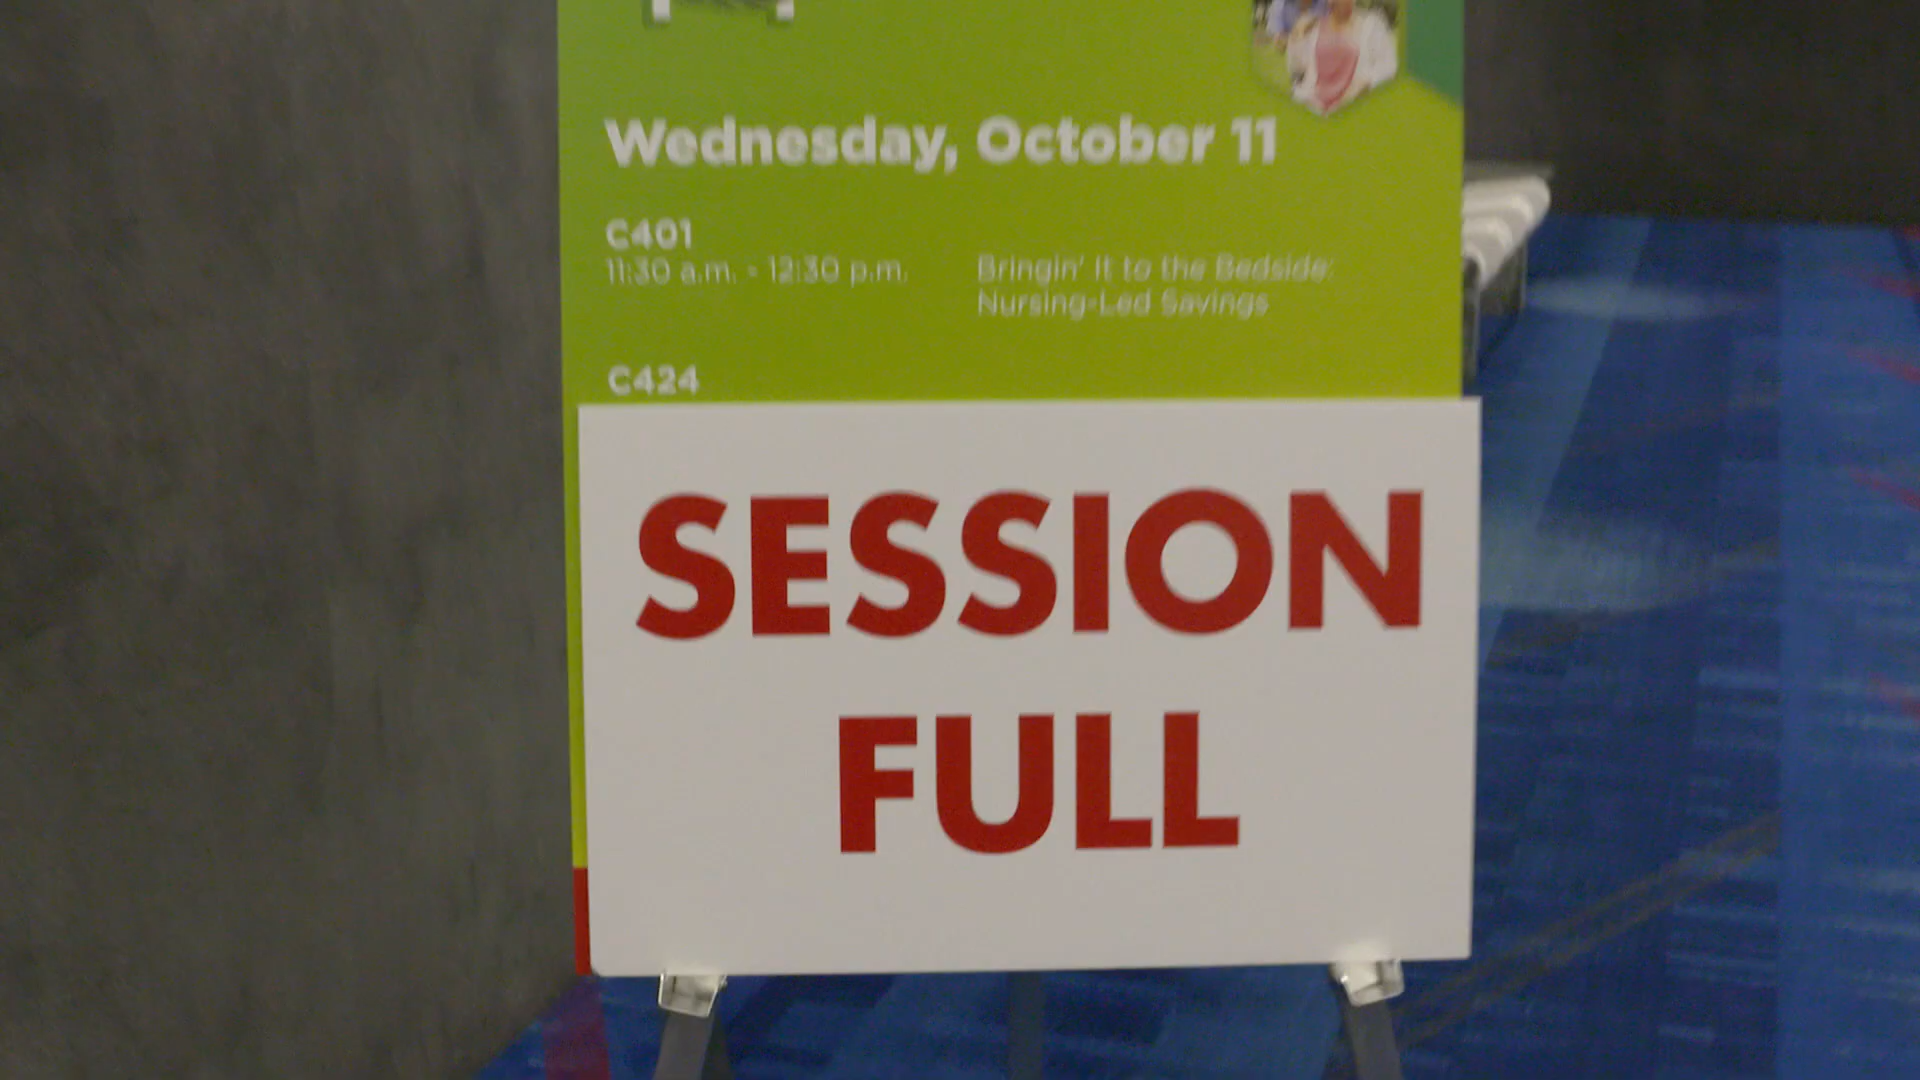 Wednesday, October 11
C401
11:30 a.m. - 12:30 p.m.
Bringin' It to the Bedside:
Nursing-Led Savings
C424
SESSION
FULL